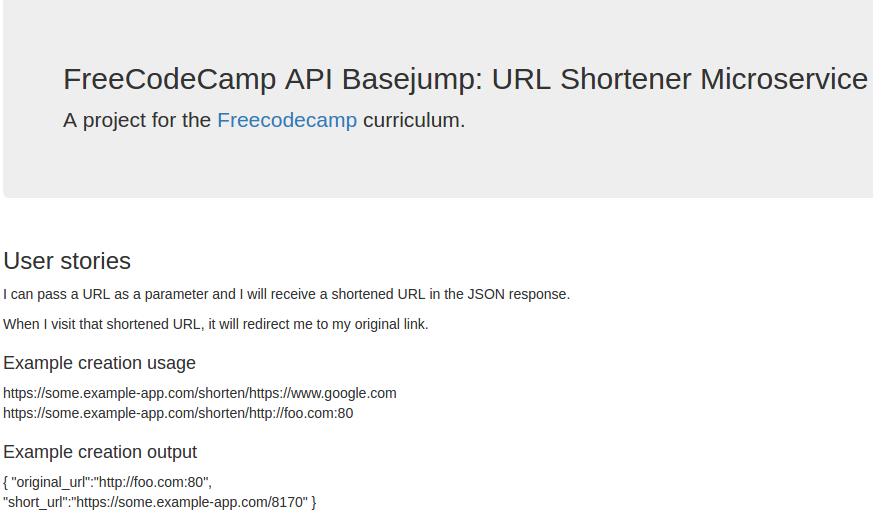 FreeCodeCamp API Basejump: URL Shortener Microservice
A project for the Freecodecamp curriculum.
User stories
I can pass a URL as a parameter and I will receive a shortened URL in the JSON response.
When I visit that shortened URL, it will redirect me to my original link.
Example creation usage
https://some.example-app.com/shorten/https://www.google.com
https://some.example-app.com/shorten/http://foo.com:80
Example creation output
{ "original_url":"http://foo.com:80",
"short_url":"https://some.example-app.com/8170" }